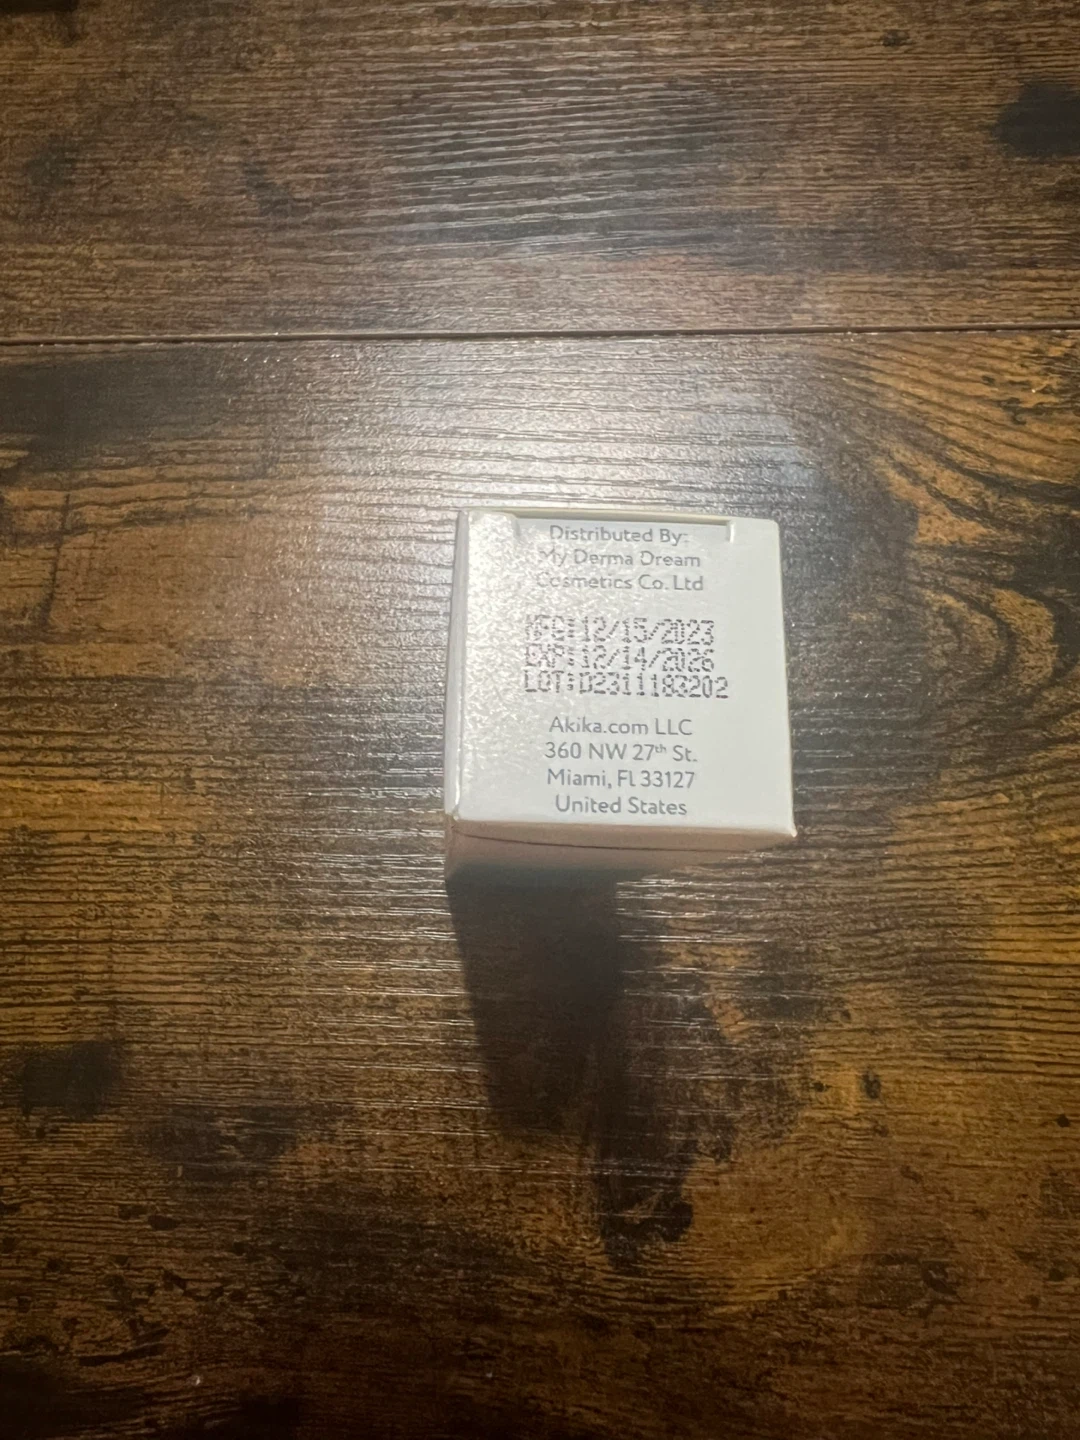 Distributed By:
My Derma Dream
Cosmetics Co. Ltd
MFG:12/15/2023
EXP:12/14/2026
LOT:D2311183202
Akika.com LLC
360 NW 27th St.
Miami, Fl 33127
United States